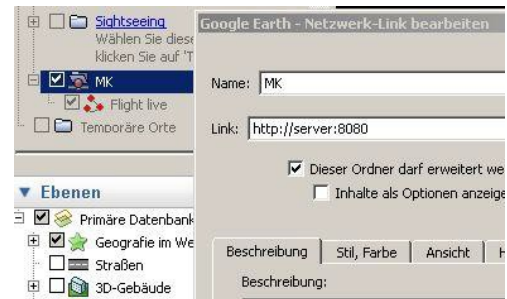 Sightseeing
Wählen Sie diese
klicken Sie auf 'T
MK
Flight live
Temporäre Orte
Ebenen
Primäre Datenbank
Geografie im We
Straßen
3D-Gebäude
Google Earth - Netzwerk-Link bearbeiten
Name: MK
Link: http://server:8080
Dieser Ordner darf erweitert we
Inhalte als Optionen anzeige
Beschreibung Stil, Farbe Ansicht H
Beschreibung: